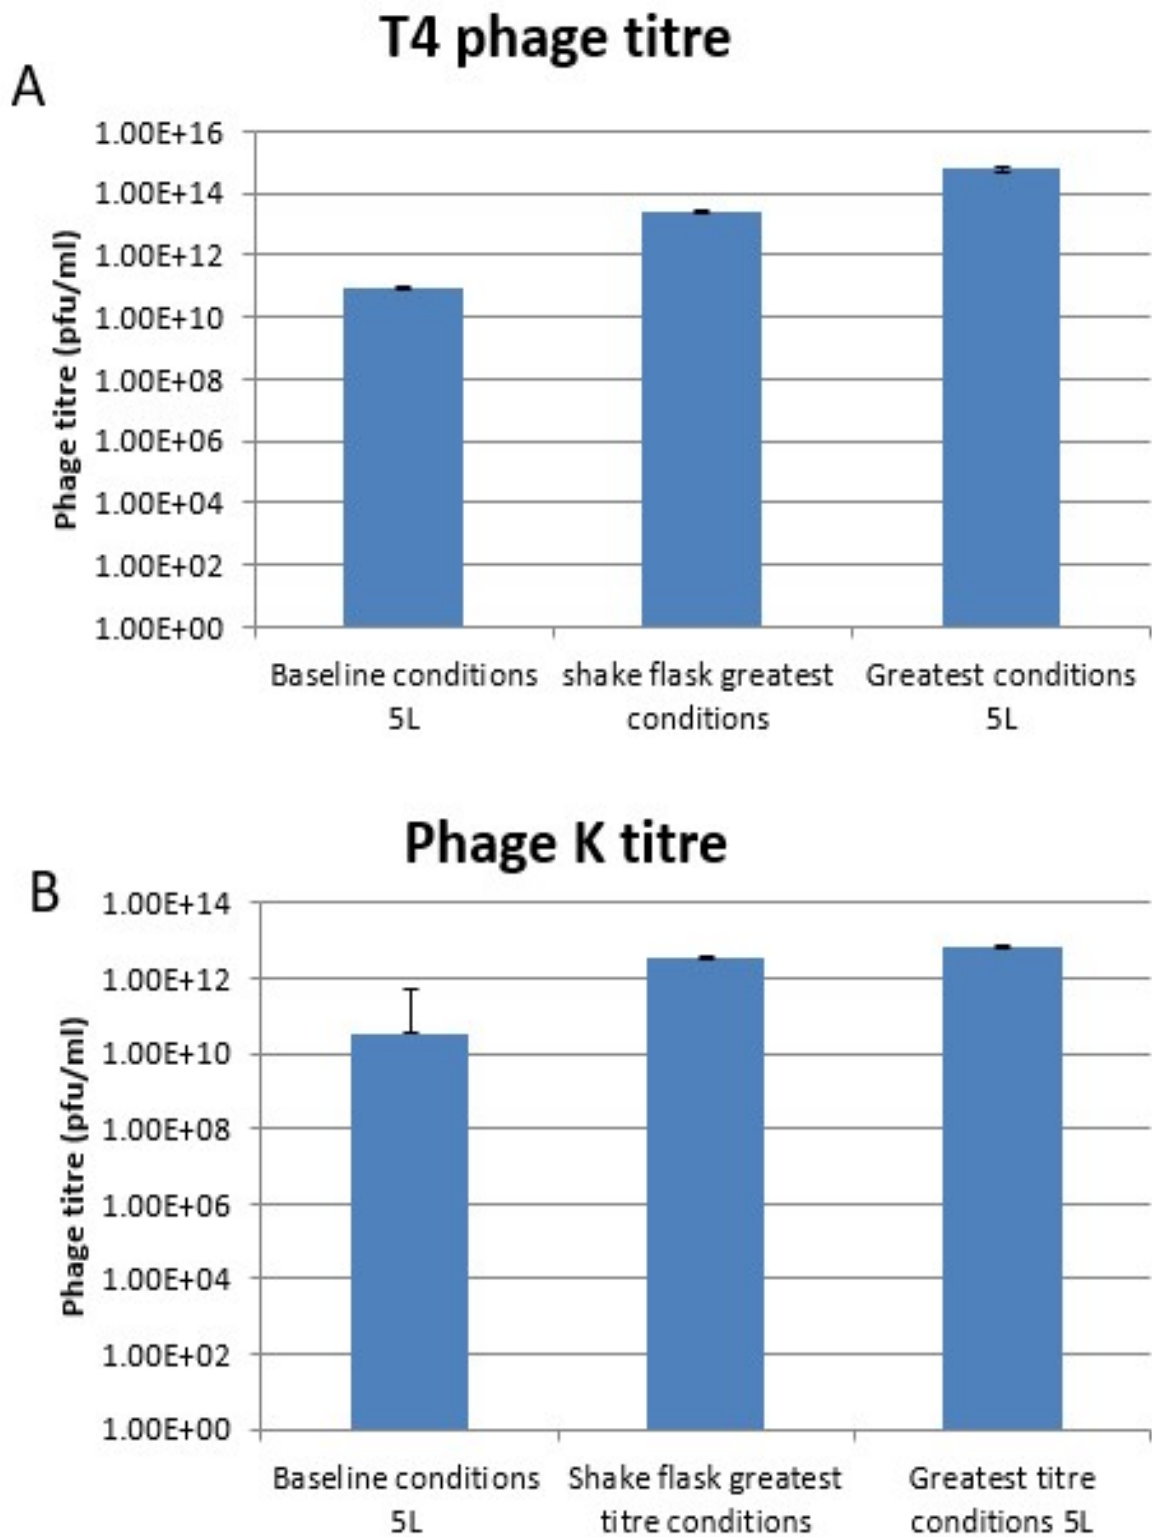 T4 phage titre
A
1.00E+16
1.00E+14
1.00E+12
1.00E+10
1.00E+08
1.00E+06
1.00E+04
1.00E+02
1.00E+00
Phage titre (pfu/ml)
Baseline conditions 5L
shake flask greatest conditions
Greatest conditions 5L
Phage K titre
B
1.00E+14
1.00E+12
1.00E+10
1.00E+08
1.00E+06
1.00E+04
1.00E+02
1.00E+00
Phage titre (pfu/ml)
Baseline conditions 5L
Shake flask greatest titre conditions
Greatest titre conditions 5L